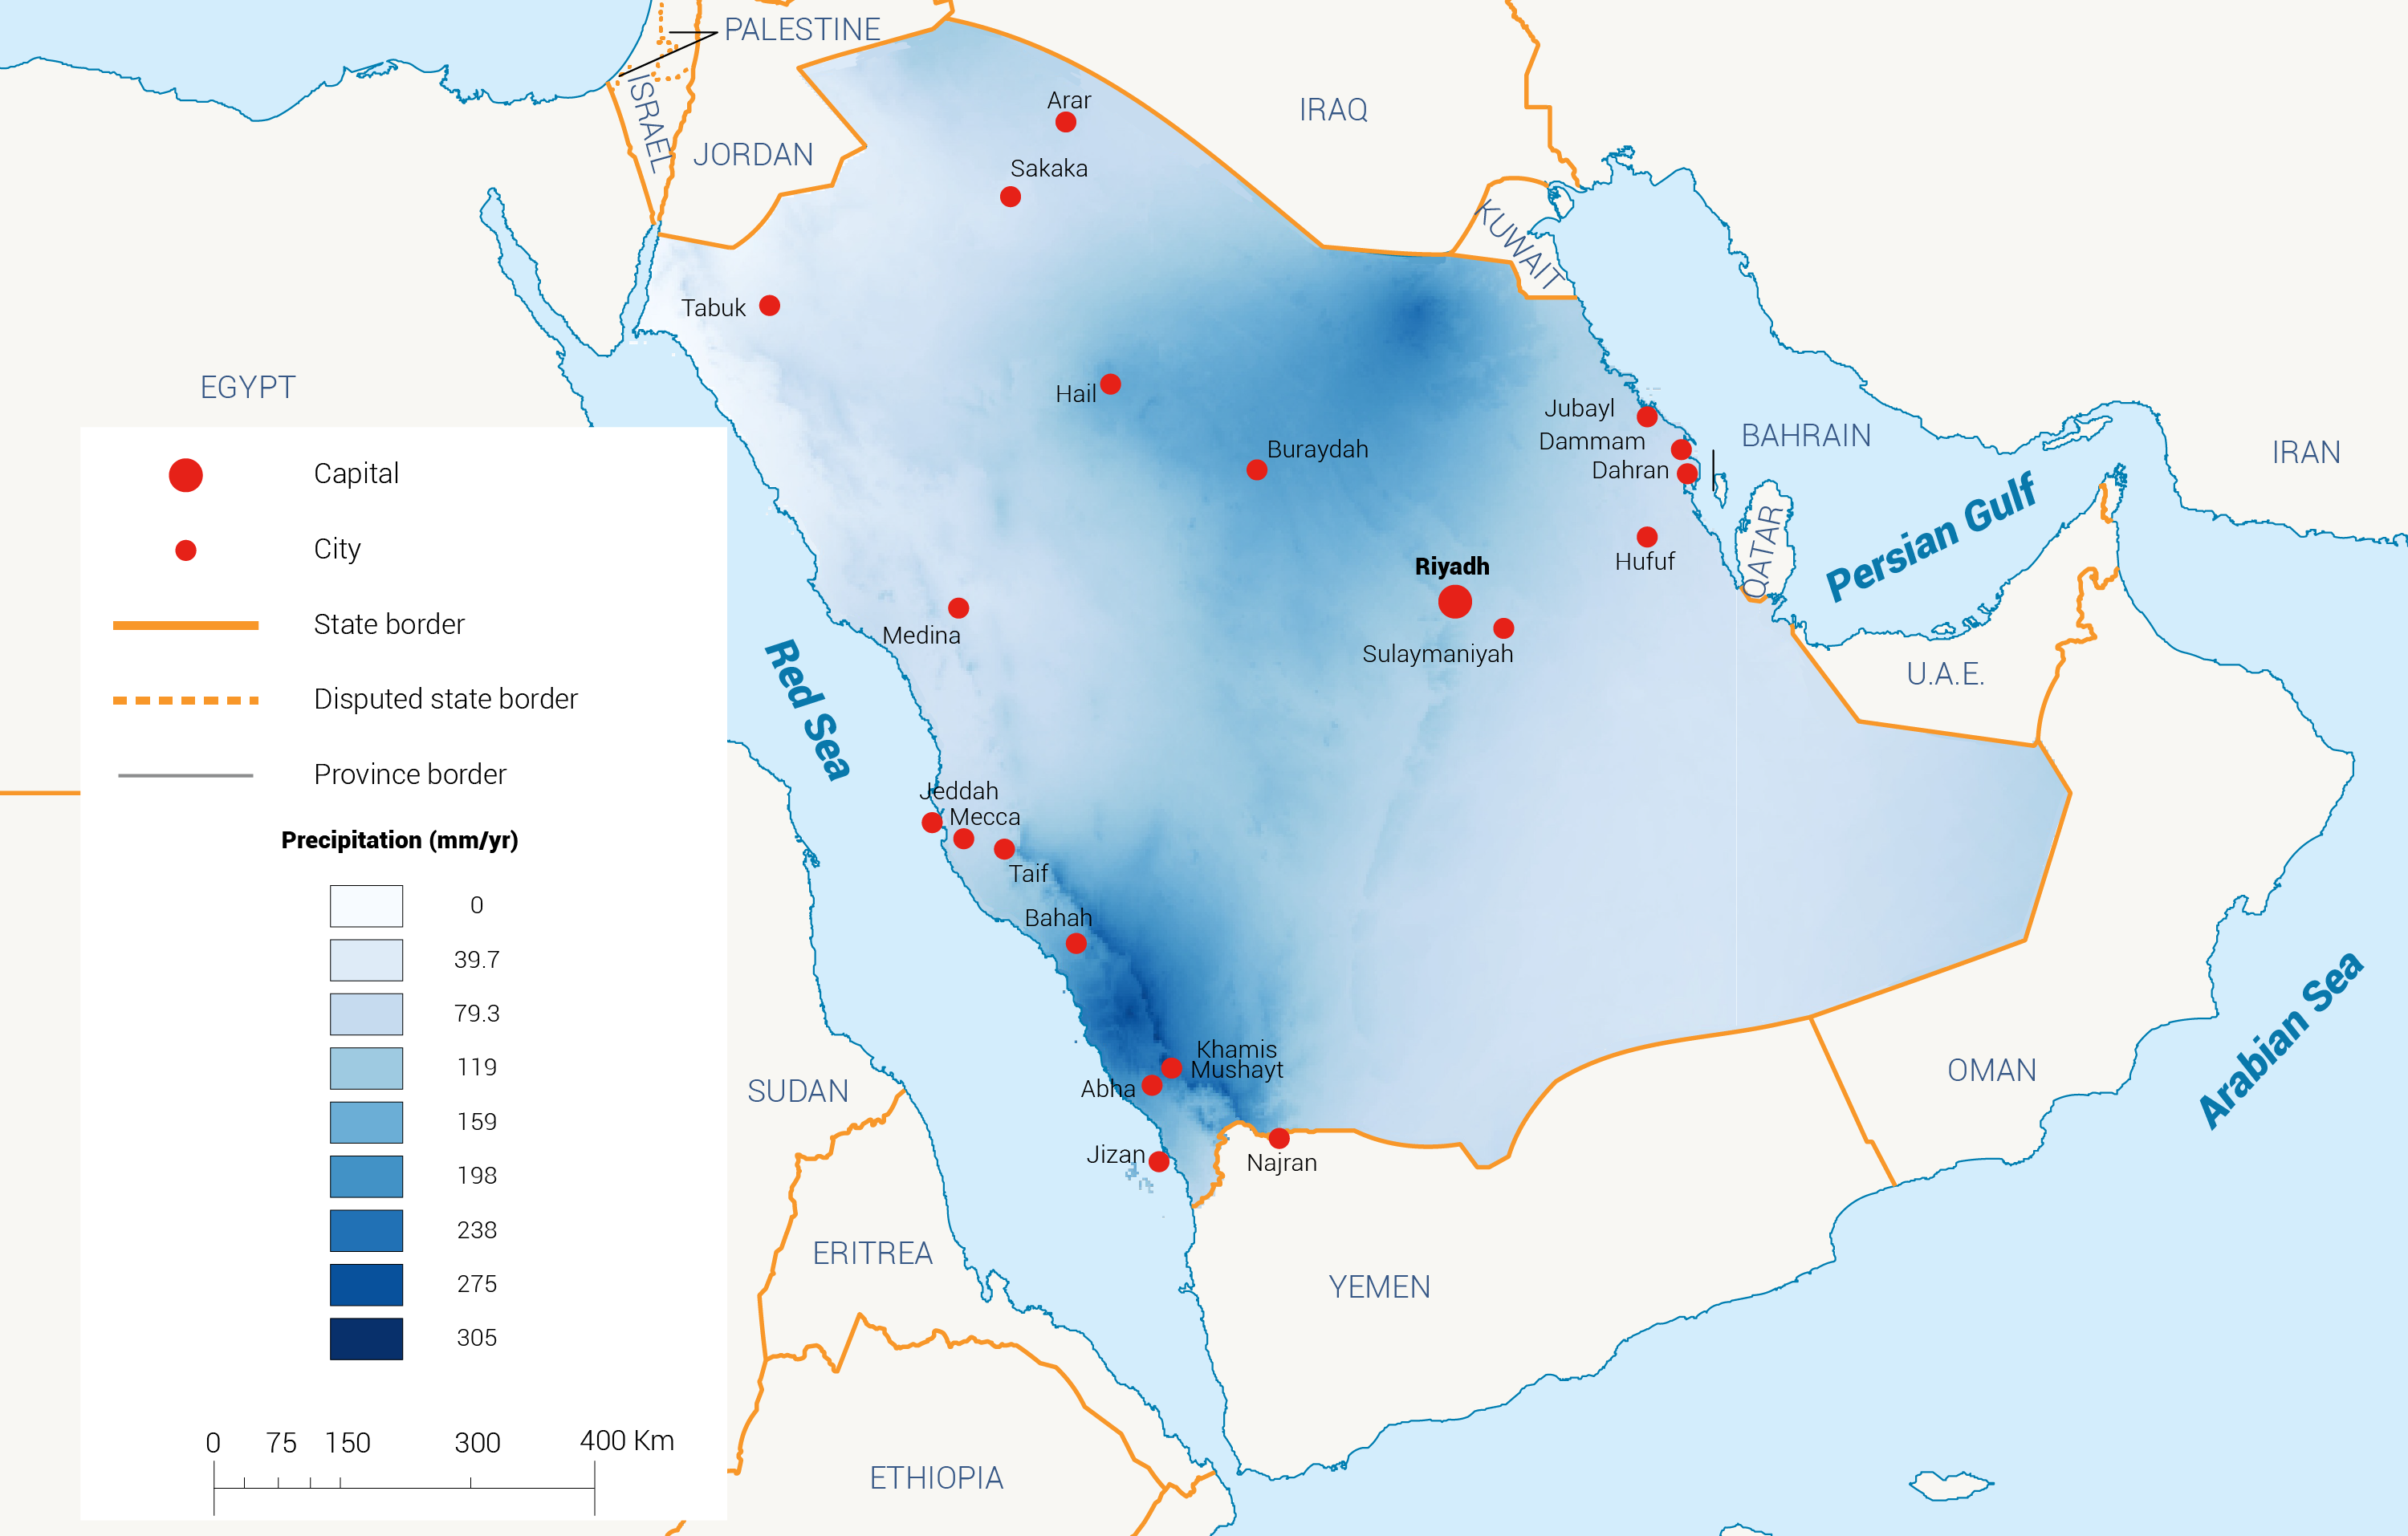 PALESTINE
ISRAEL
JORDAN
IRAQ
KUWAIT
EGYPT
BAHRAIN
IRAN
QATAR
Persian Gulf
U.A.E.
Red Sea
SUDAN
ERITREA
ETHIOPIA
YEMEN
OMAN
Arabian Sea
Arar
Sakaka
Tabuk
Hail
Buraydah
Jubayl
Dammam
Dahran
Hufuf
Riyadh
Sulaymaniyah
Medina
Jeddah
Mecca
Taif
Bahah
Khamis
Mushayt
Abha
Jizan
Najran
Capital
City
State border
Disputed state border
Province border
Precipitation (mm/yr)
0
39.7
79.3
119
159
198
238
275
305
0 75 150 300 400 Km